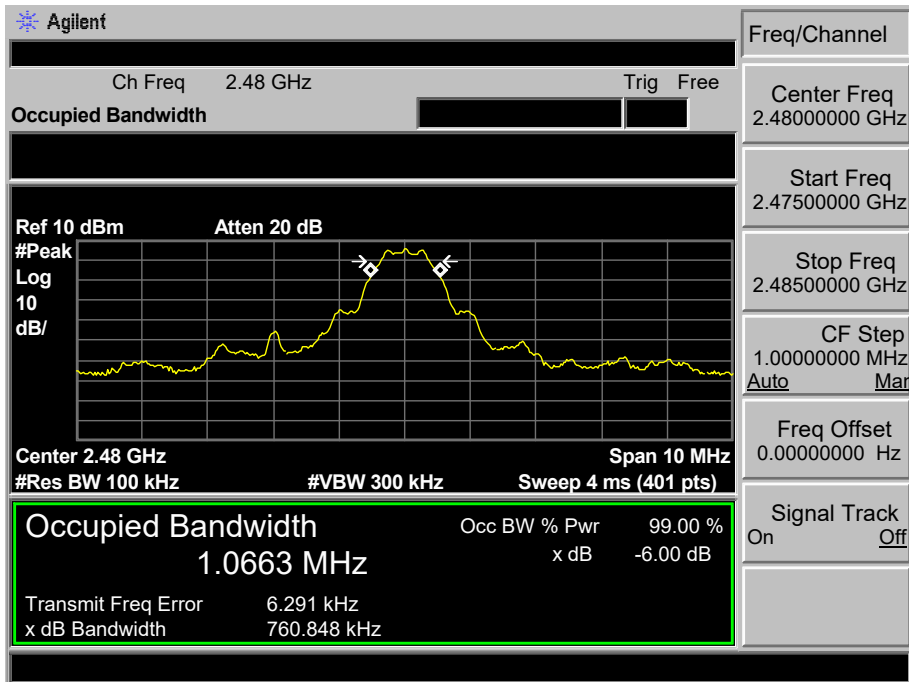 Agilent
Freq/Channel
Ch Freq 2.48 GHz Trig Free
Occupied Bandwidth
Center Freq
2.48000000 GHz
Start Freq
2.47500000 GHz
Stop Freq
2.48500000 GHz
CF Step
1.00000000 MHz
Auto Man
Freq Offset
0.00000000 Hz
Signal Track
On Off
Ref 10 dBm Atten 20 dB
#Peak
Log
10
dB/
Center 2.48 GHz Span 10 MHz
#Res BW 100 kHz #VBW 300 kHz Sweep 4 ms (401 pts)
Occupied Bandwidth Occ BW % Pwr 99.00 %
1.0663 MHz x dB -6.00 dB
Transmit Freq Error 6.291 kHz
x dB Bandwidth 760.848 kHz